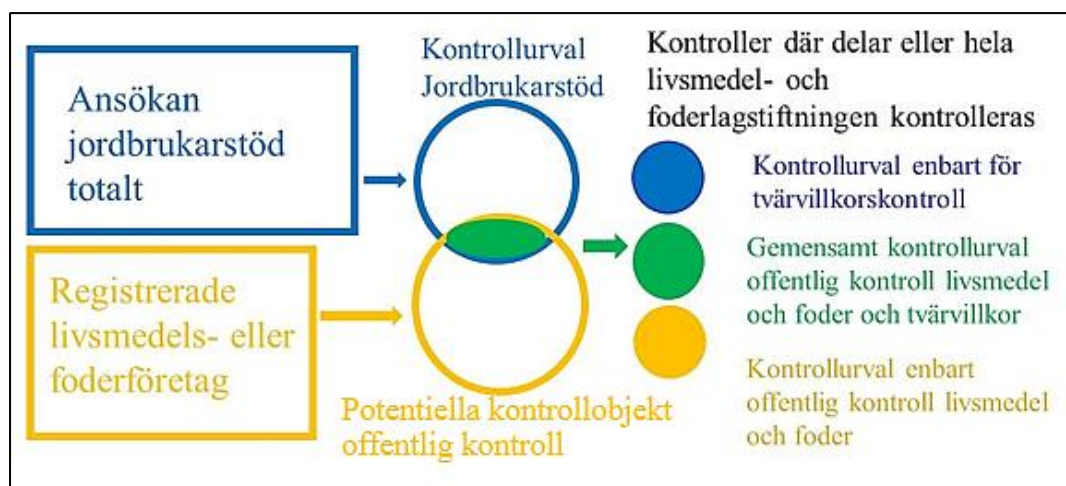 Ansökan
jordbrukarstöd
totalt
Registrerade
livsmedels- eller
foderföretag
Kontrollurval
Jordbrukarstöd
Potentiella kontrollobjekt
offentlig kontroll
Kontroller där delar eller hela
livsmedel- och
foderlagstiftningen kontrolleras
Kontrollurval enbart för
tvärvillkorskontroll
Gemensamt kontrollurval
offentlig kontroll livsmedel
och foder och tvärvillkor
Kontrollurval enbart
offentlig kontroll livsmedel
och foder